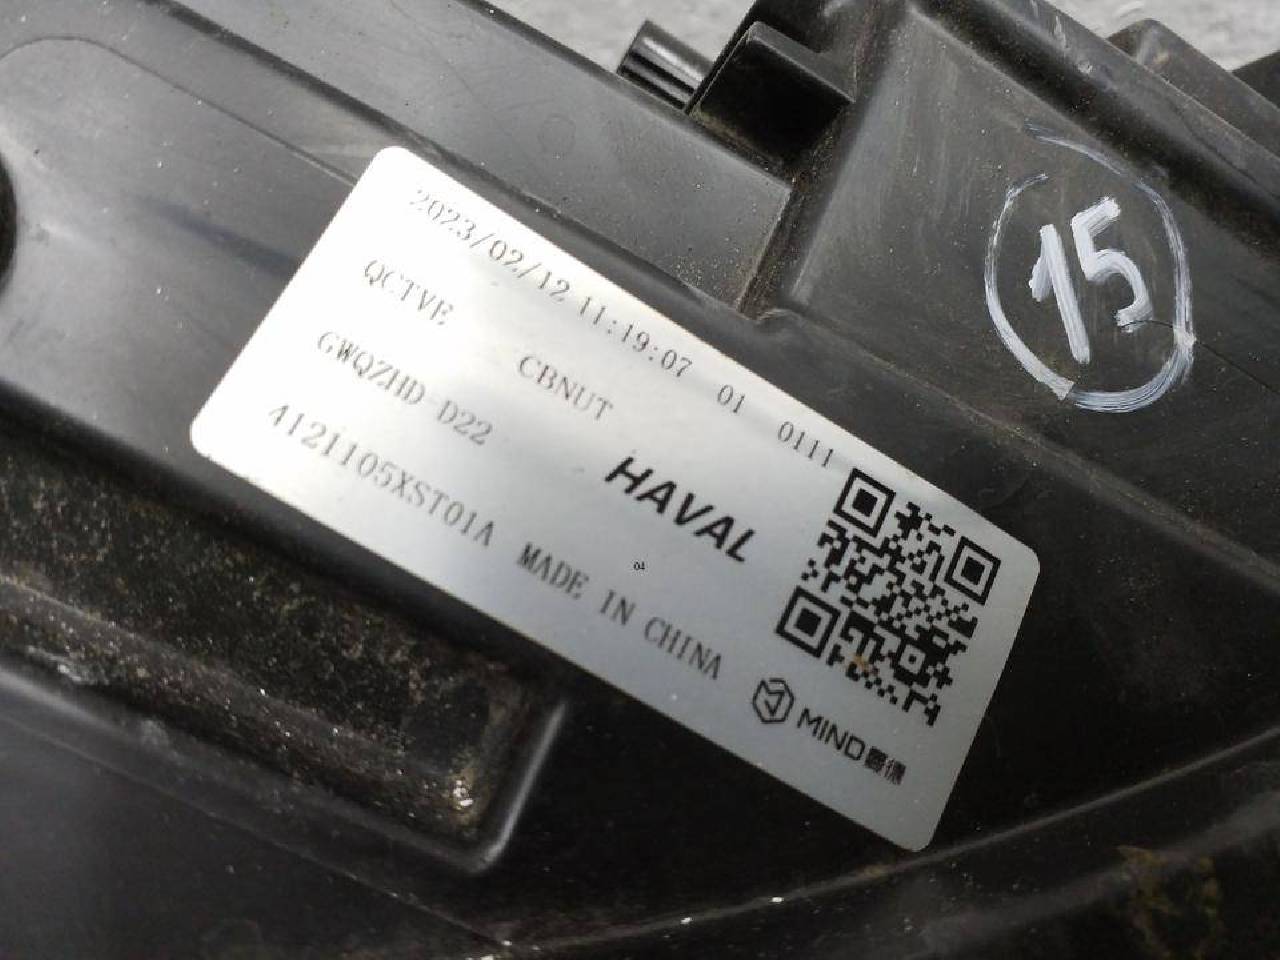 2023/02/12 11:19:07 01 0111
QCTVE CBNUT
GWQZHD-D22
HAVAL
4121105XST01A MADE IN CHINA
04
MIND
15